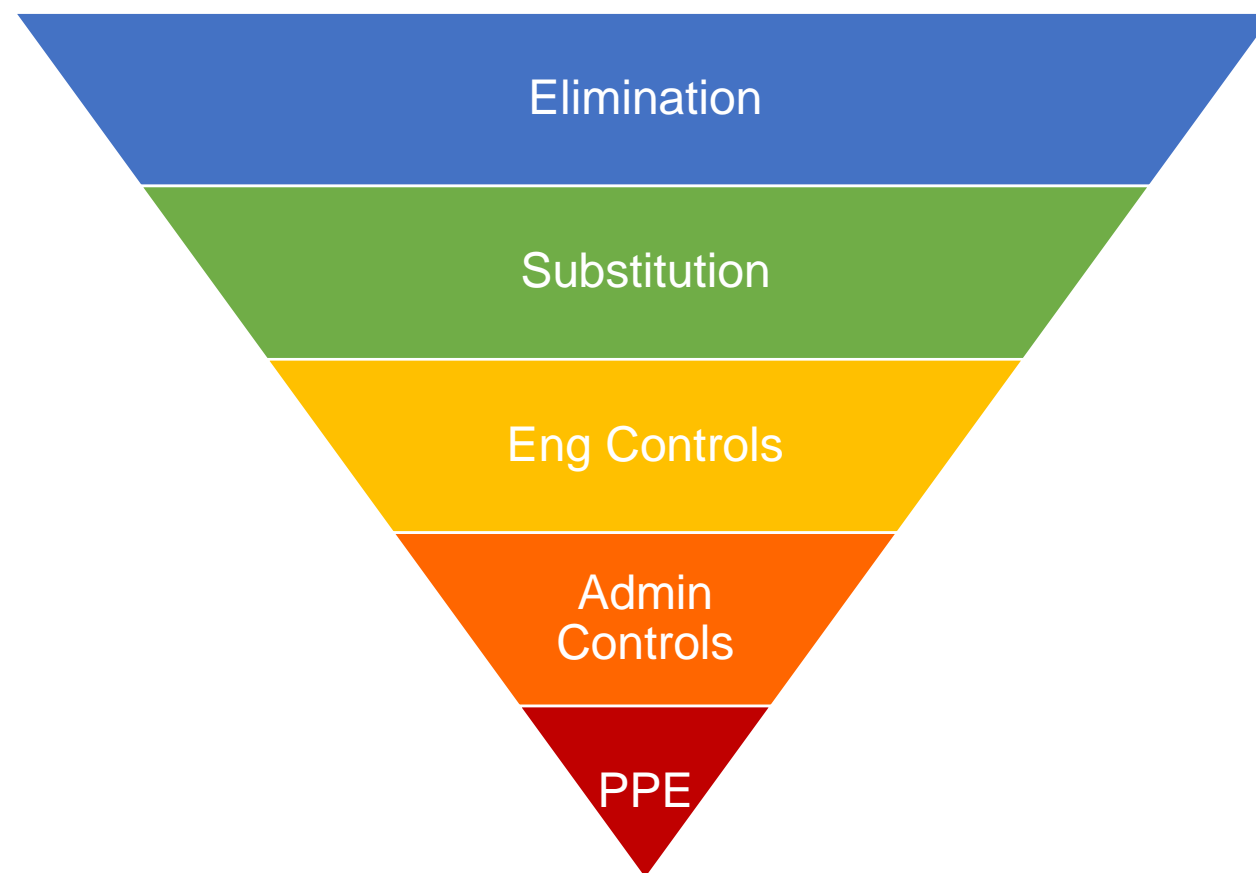 Elimination
Substitution
Eng Controls
Admin
Controls
PPE